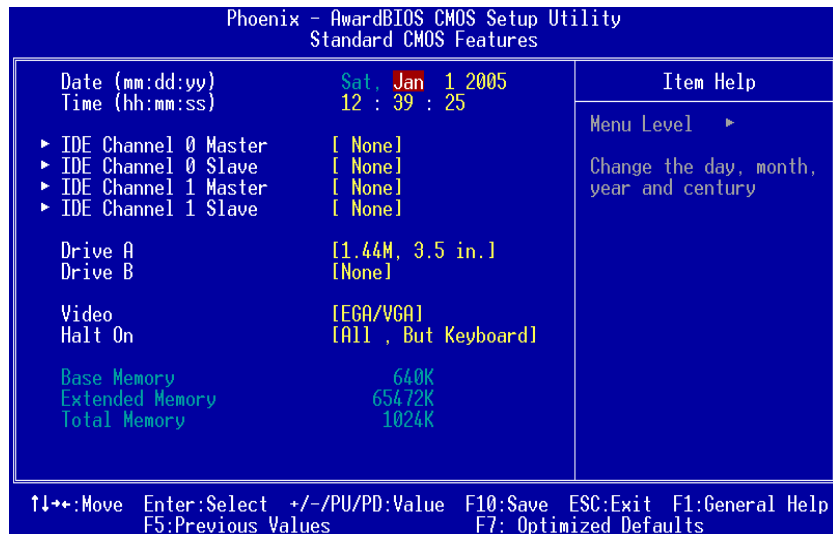 Phoenix - AwardBIOS CMOS Setup Utility
Standard CMOS Features
Date (mm:dd:yy) Sat, Jan 1 2005
Time (hh:mm:ss) 12 : 39 : 25
► IDE Channel 0 Master [ None]
► IDE Channel 0 Slave [ None]
► IDE Channel 1 Master [ None]
► IDE Channel 1 Slave [ None]
Drive A [1.44M, 3.5 in.]
Drive B [None]
Video [EGA/VGA]
Halt On [All , But Keyboard]
Base Memory 640K
Extended Memory 65472K
Total Memory 1024K
Item Help
Menu Level ►
Change the day, month,
year and century
↑↓→←:Move Enter:Select +/-/PU/PD:Value F10:Save ESC:Exit F1:General Help
F5:Previous Values F7: Optimized Defaults